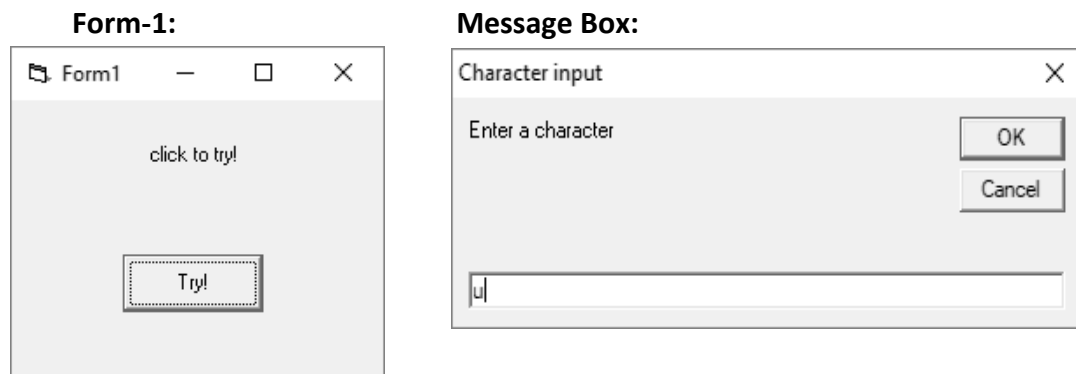 Form-1:
Message Box:
Form1
Character input
Enter a character
OK
click to try!
Cancel
Try!
u